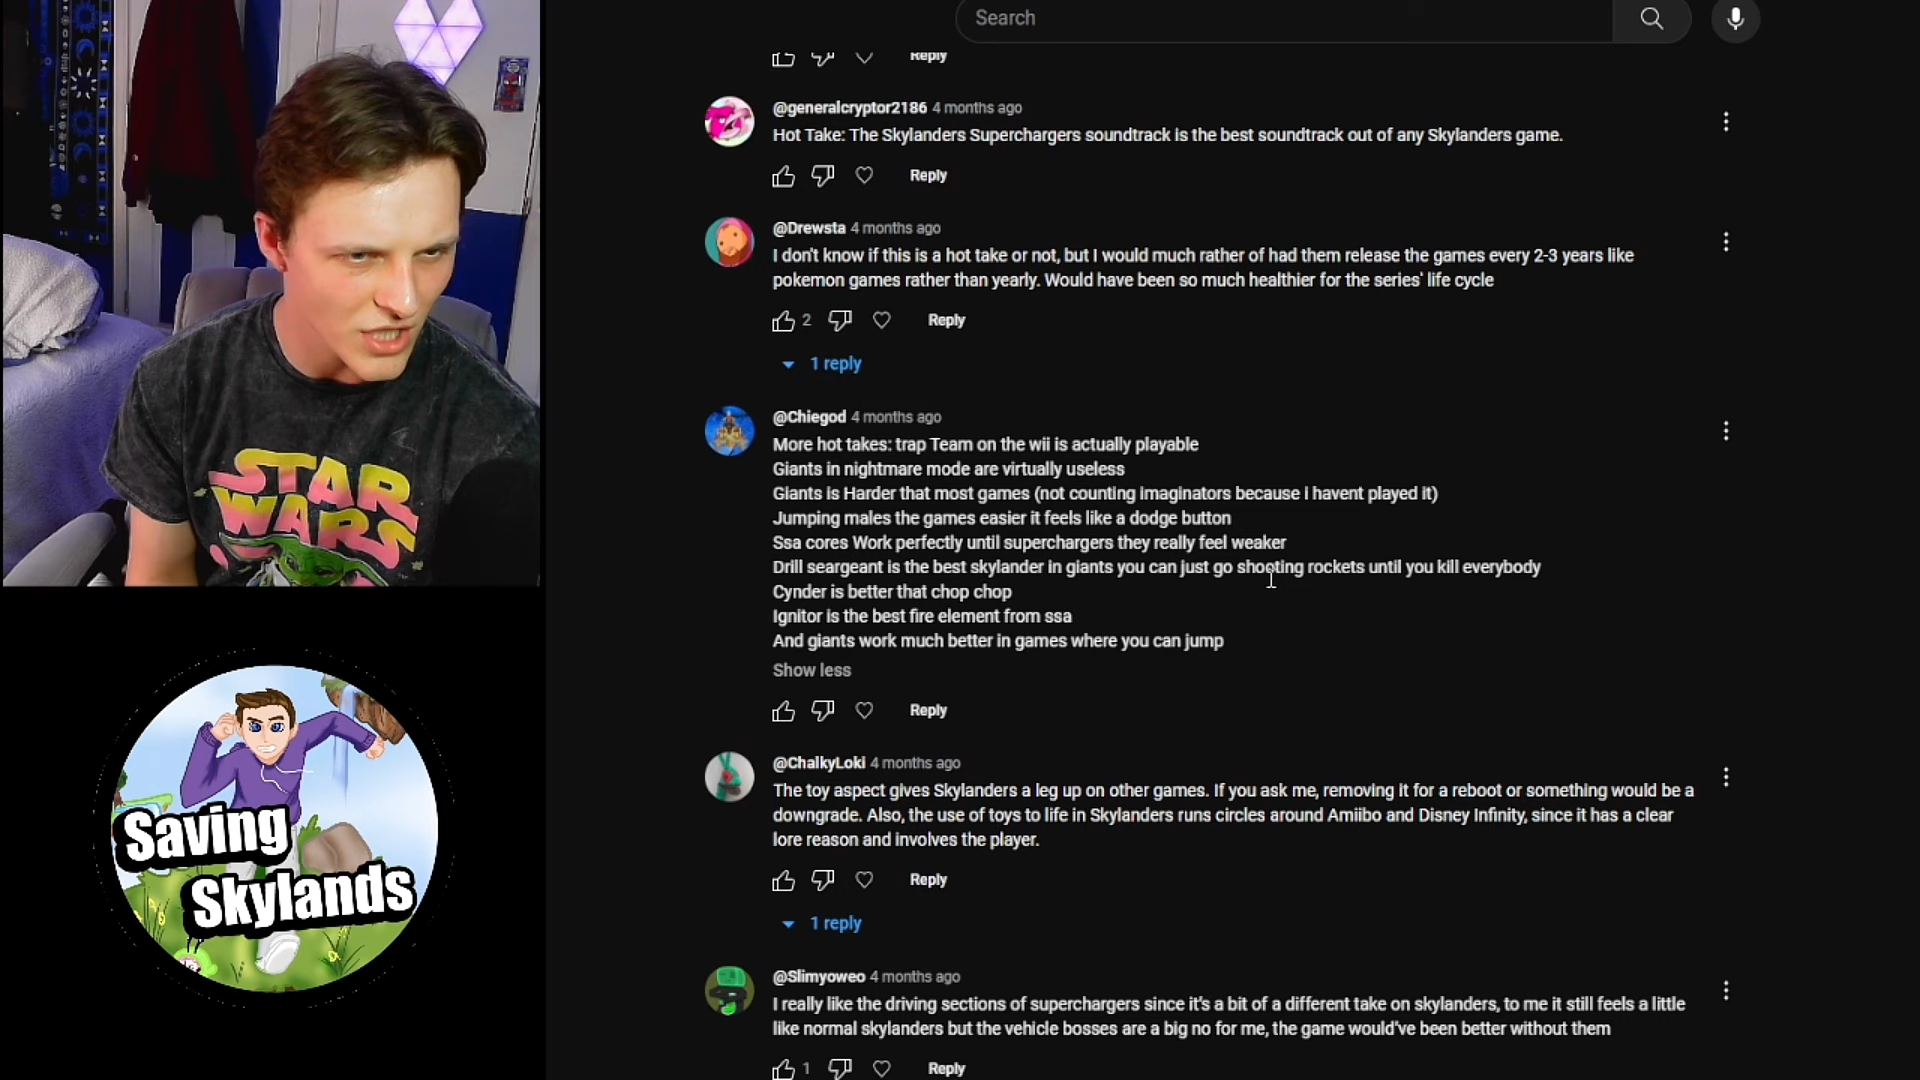 Search
Reply
@generalcryptor2186 4 months ago
Hot Take: The Skylanders Superchargers soundtrack is the best soundtrack out of any Skylanders game.
Reply
@Drewsta 4 months ago
I don't know if this is a hot take or not, but I would much rather of had them release the games every 2-3 years like
pokemon games rather than yearly. Would have been so much healthier for the series' life cycle
2
Reply
1 reply
@Chiegod 4 months ago
More hot takes: trap Team on the wii is actually playable
Giants in nightmare mode are virtually useless
Giants is Harder that most games (not counting imaginators because i havent played it)
Jumping males the games easier it feels like a dodge button
Ssa cores Work perfectly until superchargers they really feel weaker
Drill seargeant is the best skylander in giants you can just go shooting rockets until you kill everybody
Cynder is better that chop chop
Ignitor is the best fire element from ssa
And giants work much better in games where you can jump
Show less
Reply
@ChalkyLoki 4 months ago
The toy aspect gives Skylanders a leg up on other games. If you ask me, removing it for a reboot or something would be a
downgrade. Also, the use of toys to life in Skylanders runs circles around Amiibo and Disney Infinity, since it has a clear
lore reason and involves the player.
Reply
1 reply
@Slimyoweo 4 months ago
I really like the driving sections of superchargers since it's a bit of a different take on skylanders, to me it still feels a little
like normal skylanders but the vehicle bosses are a big no for me, the game would've been better without them
1
Reply
STAR
WARS
Saving
Skylands